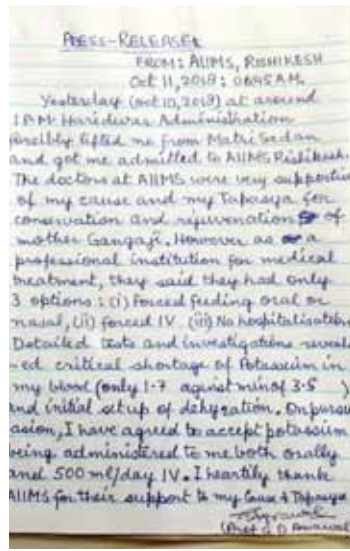 PRESS-RELEASE
FROM: AIIMS, RISHIKESH
Oct 11, 2018: 0645 A.M.
Yesterday (Oct 10, 2018) at around
1 P.M. Haridwar Administration
forcibly lifted me from Matri Sadan
and got me admitted to AIIMS Rishikesh.
The doctors at AIIMS were very supportive
of my cause and my Tapasya for
conservation and rejuvenation of
mother Gangaji. However as a
professional institution for medical
treatment, they said they had only
3 options: (i) Forced feeding oral or
nasal, (ii) forced IV (iii) No hospitalisation
Detailed tests and investigations reveal-
-ed critical shortage of Potassium in
my blood (only 1.7 against min of 3.5 )
and initial set up of dehydration. On pursu
asion, I have agreed to accept potassium
being administered to me both orally
and 500 ml/day IV. I heartily thank
AIIMS for their support to my Cause & Tapasya
(Prof G D Agrawal